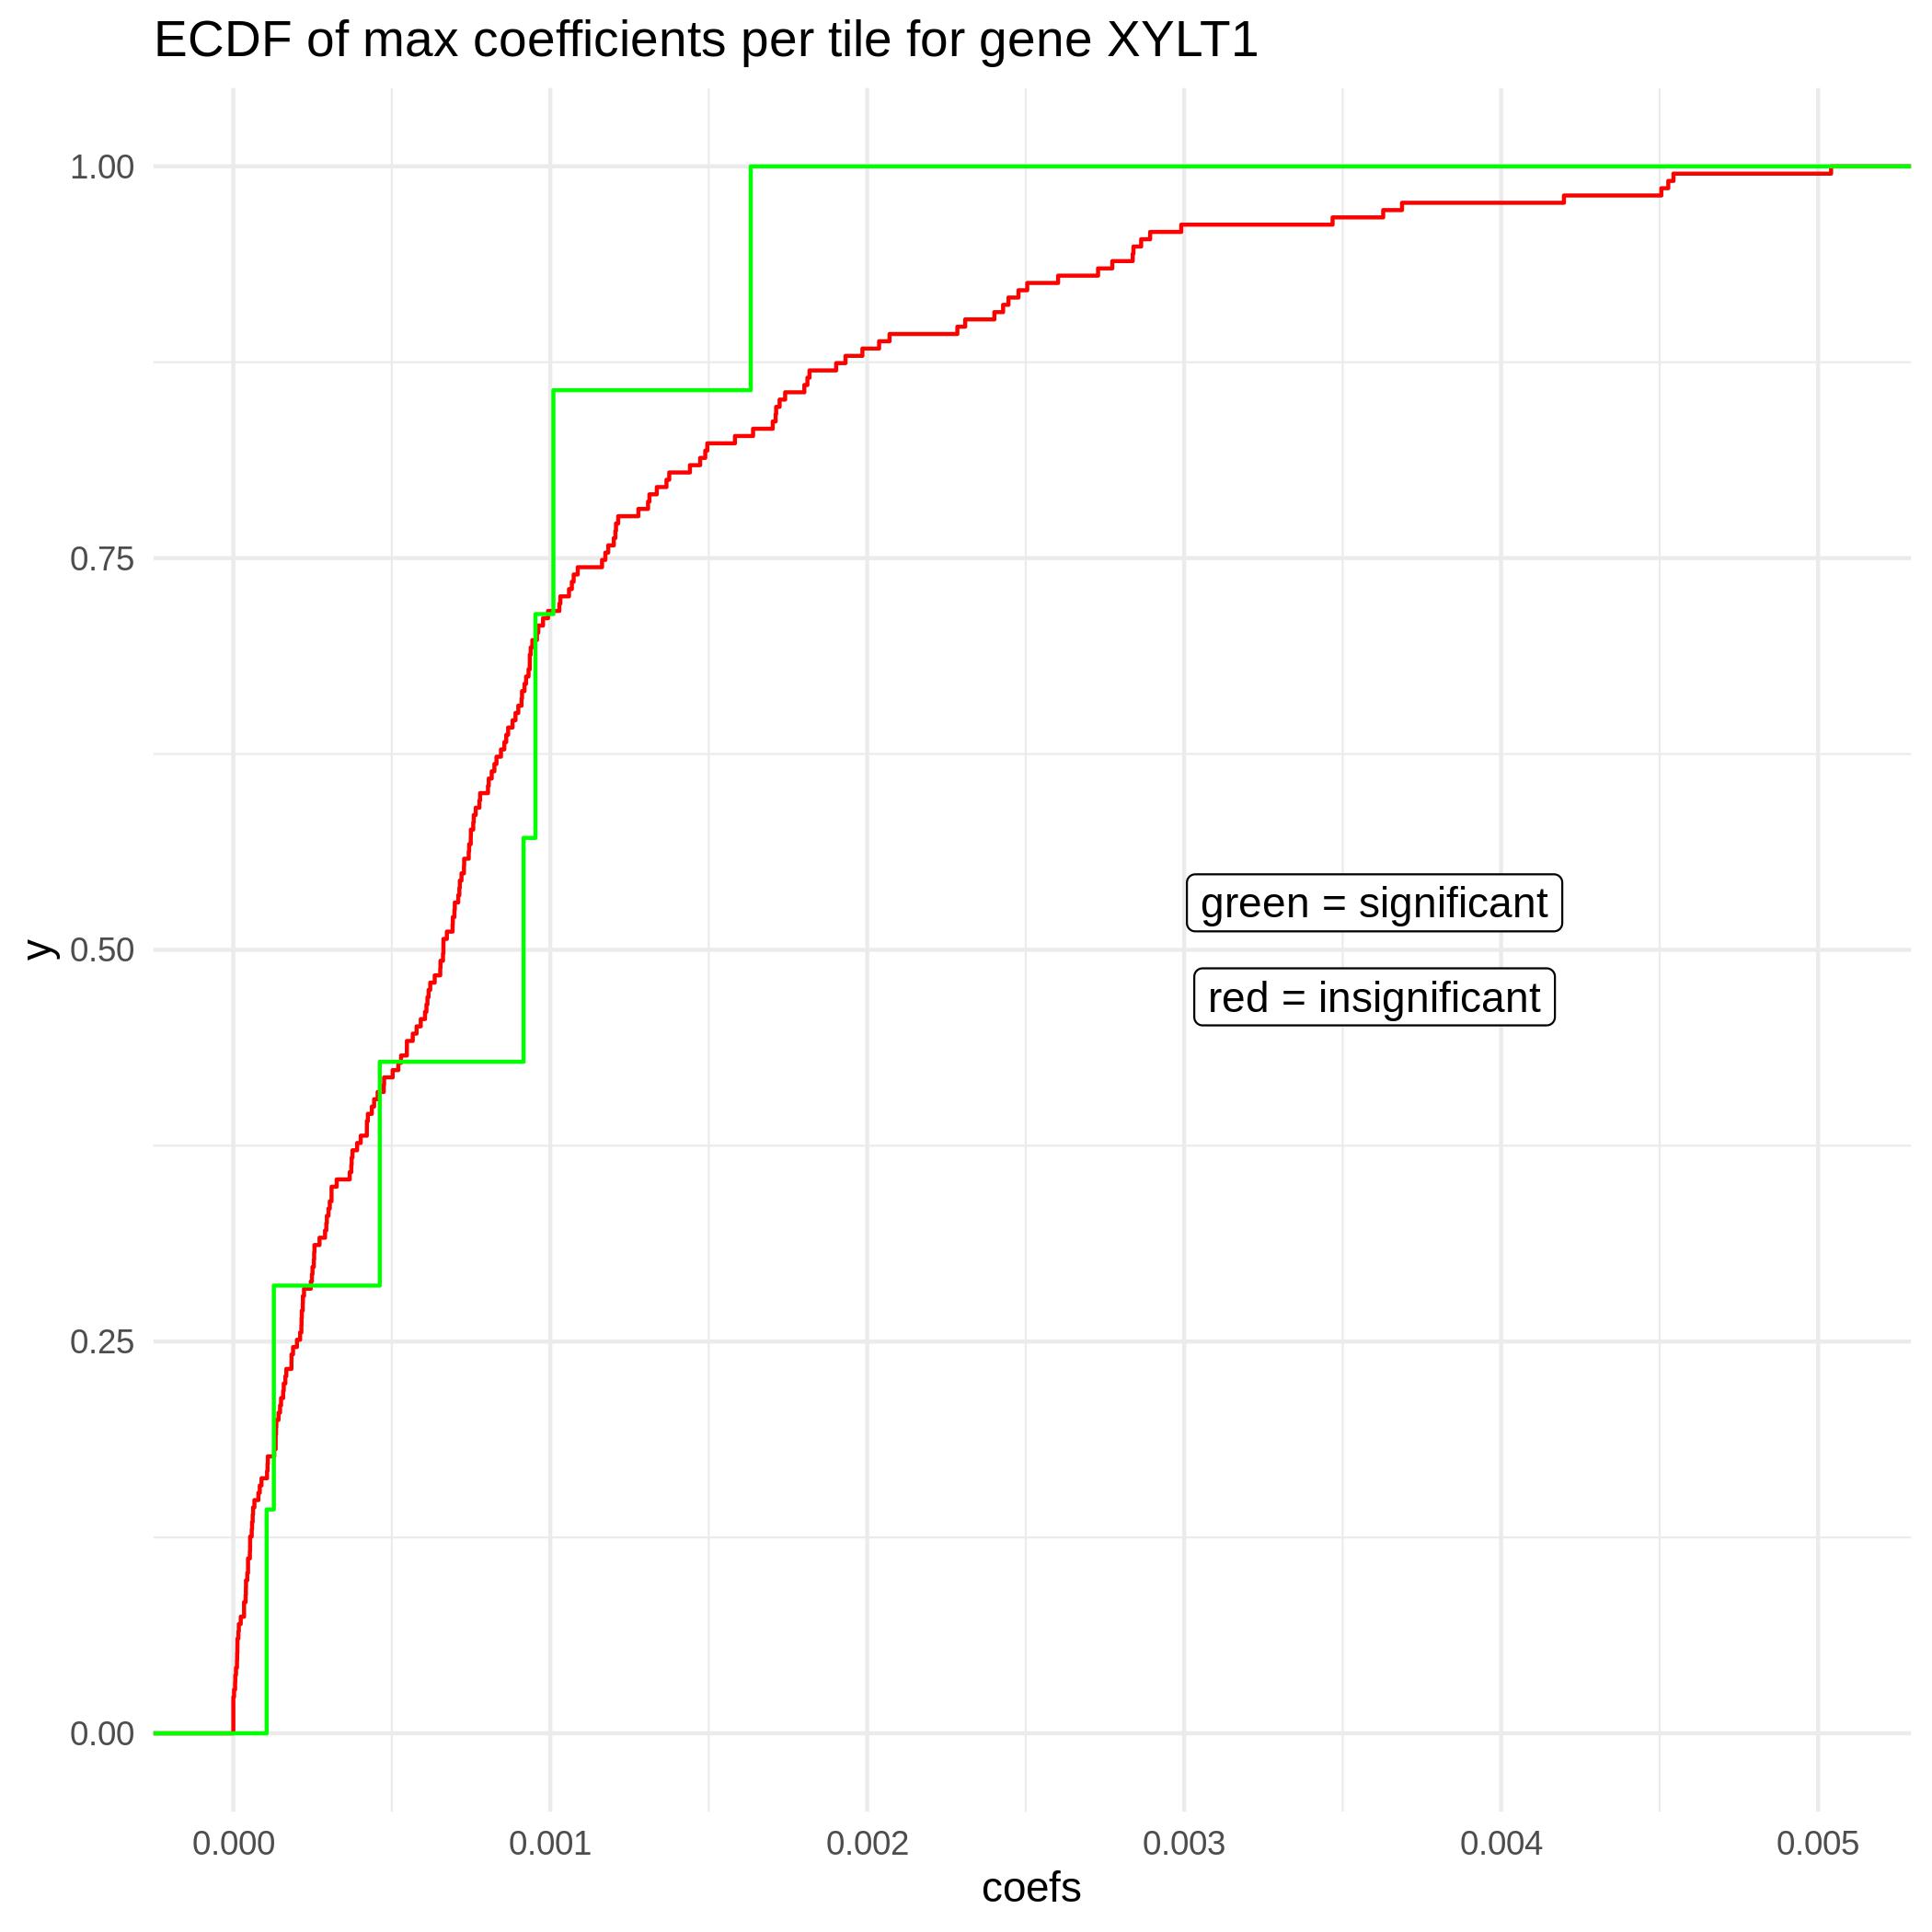 ECDF of max coefficients per tile for gene XYLT1
1.00
0.75
green = significant
y
0.50
red = insignificant
0.25
0.00
0.000 0.001 0.002 0.003 0.004 0.005
coefs